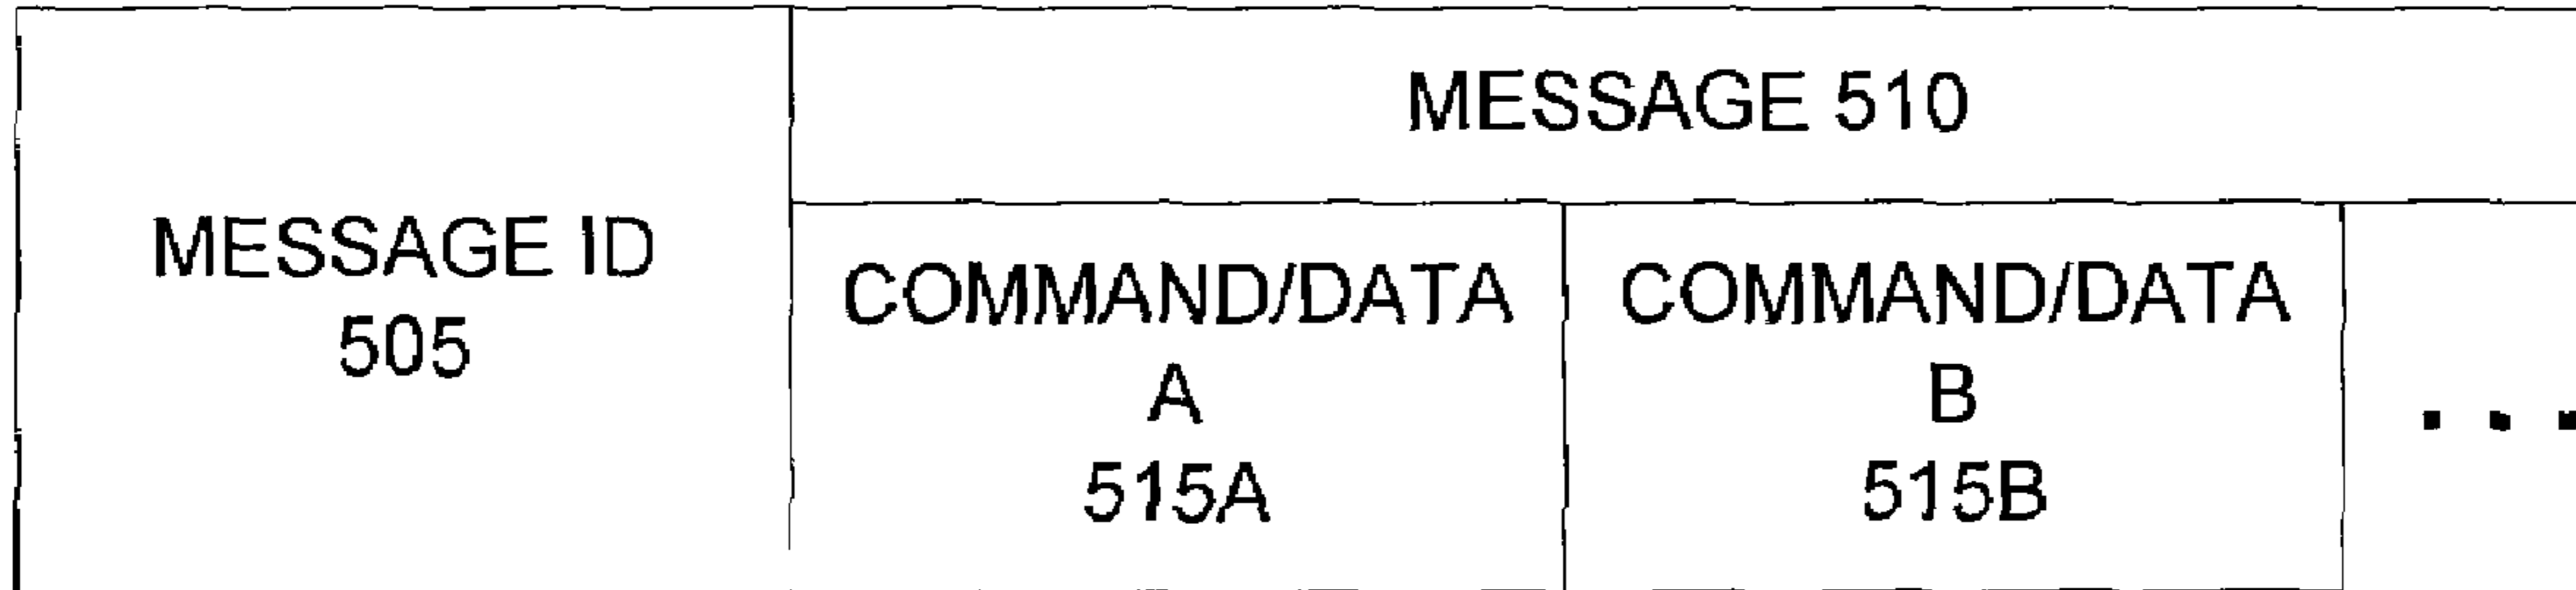 MESSAGE ID
505
MESSAGE 510
COMMAND/DATA
A
515A
COMMAND/DATA
B
515B
...